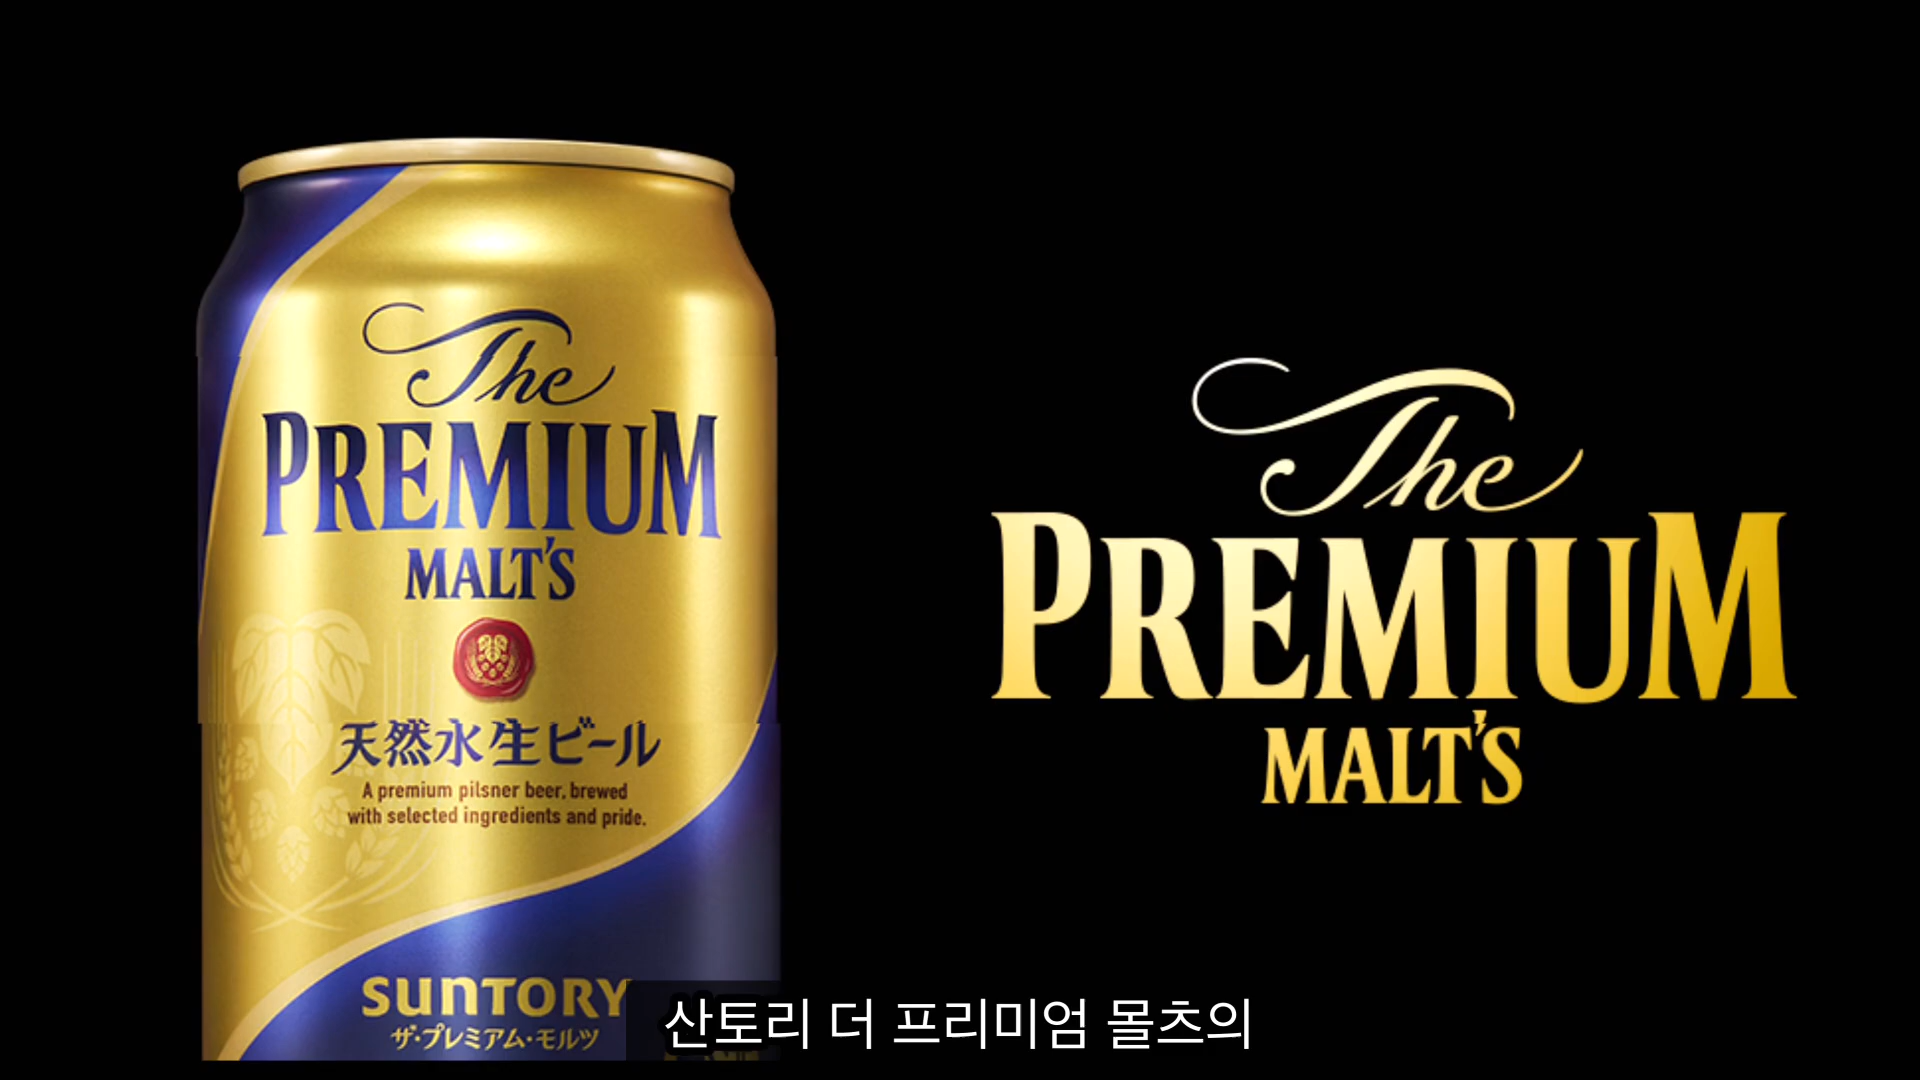 The
PREMIUM
MALT'S
天然水生ビール
A premium pilsner beer, brewed
with selected ingredients and pride.
SUNTORY
ザ・プレミアム・モルツ
The
PREMIUM
MALT'S
산토리 더 프리미엄 몰츠의